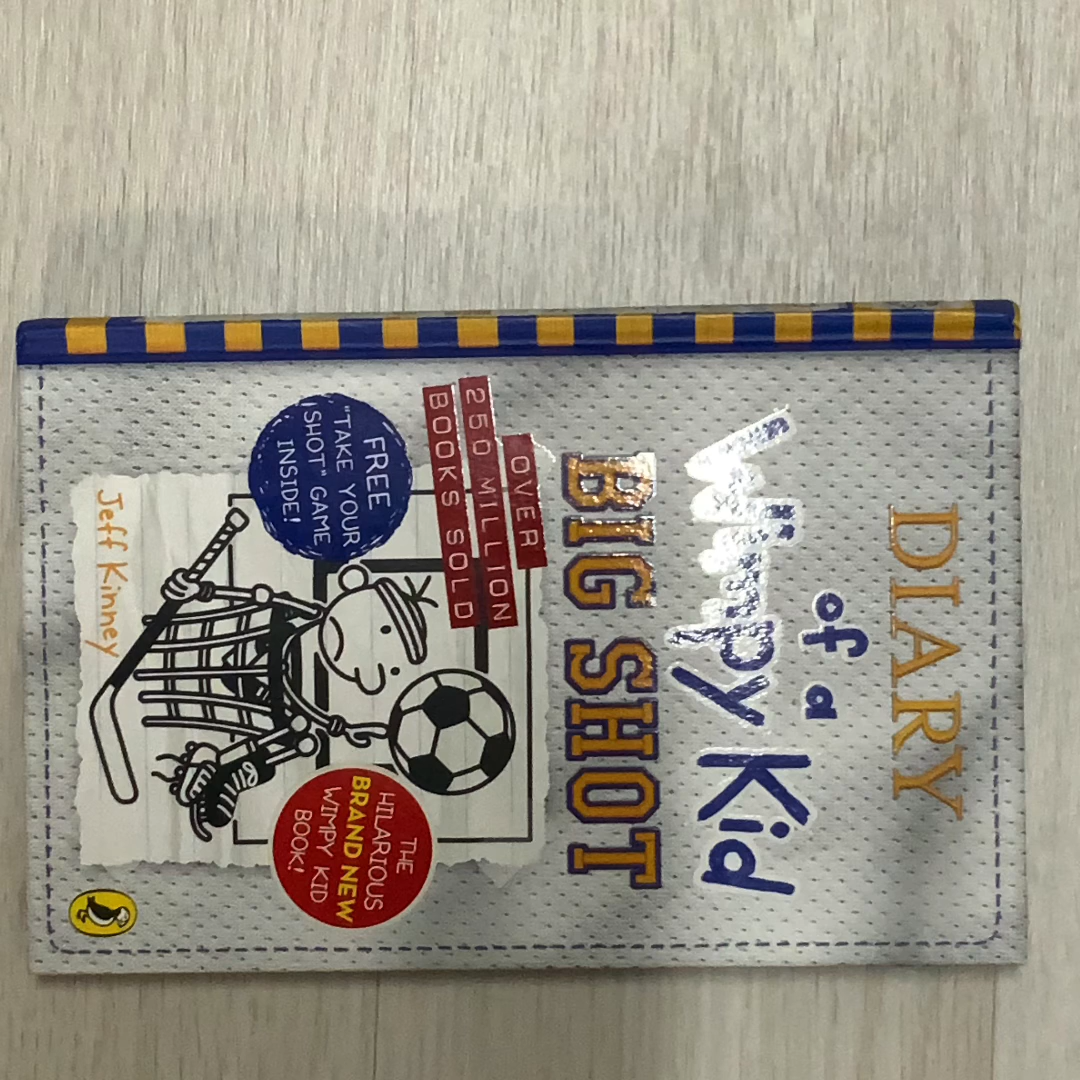 DIARY
of a
Wimpy Kid
BIG SHOT
OVER
250 MILLION
BOOKS SOLD
FREE
"TAKE YOUR
SHOT" GAME
INSIDE!
THE
HILARIOUS
BRAND NEW
WIMPY KID
BOOK!
Jeff Kinney